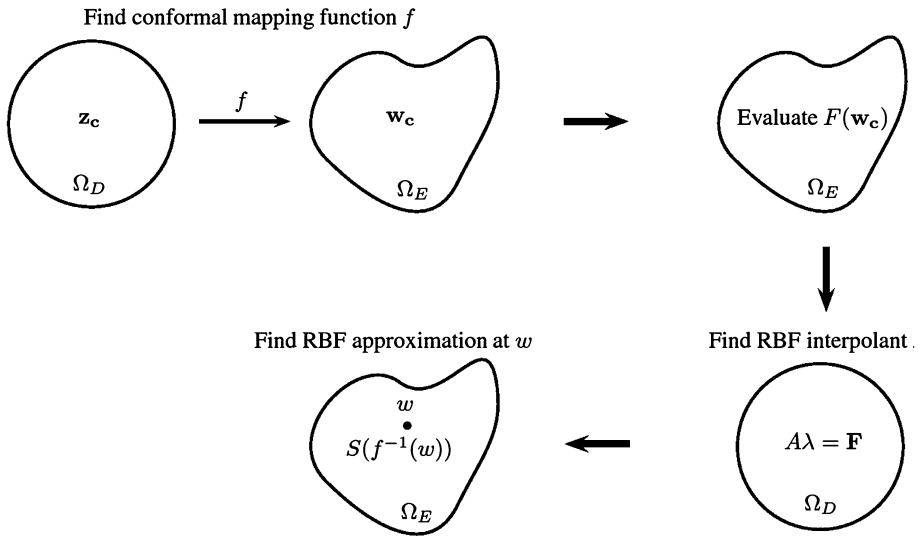 Find conformal mapping function f
z_c
f
w_c
Evaluate F(w_c)
Ω_D
Ω_E
Ω_E
Find RBF approximation at w
Find RBF interpolant
w
S(f⁻¹(w))
Aλ = F
Ω_E
Ω_D